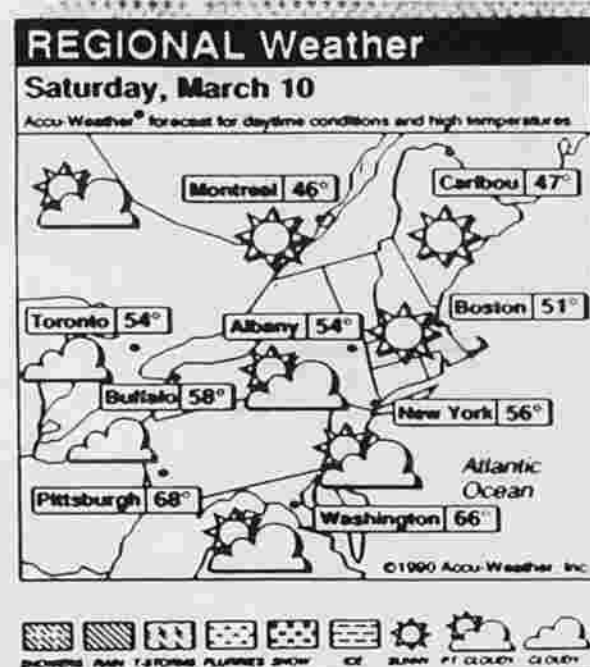 REGIONAL Weather
Saturday, March 10
Accu-Weather® forecast for daytime conditions and high temperatures
Montreal 46°
Caribou 47°
Toronto 54°
Albany 54°
Boston 51°
Buffalo 58°
New York 56°
Atlantic
Ocean
Pittsburgh 68°
Washington 66°
©1990 Accu-Weather, Inc.
SHOWERS RAIN T-STORMS FLURRIES SNOW ICE SUNNY PT. CLOUDY CLOUDY